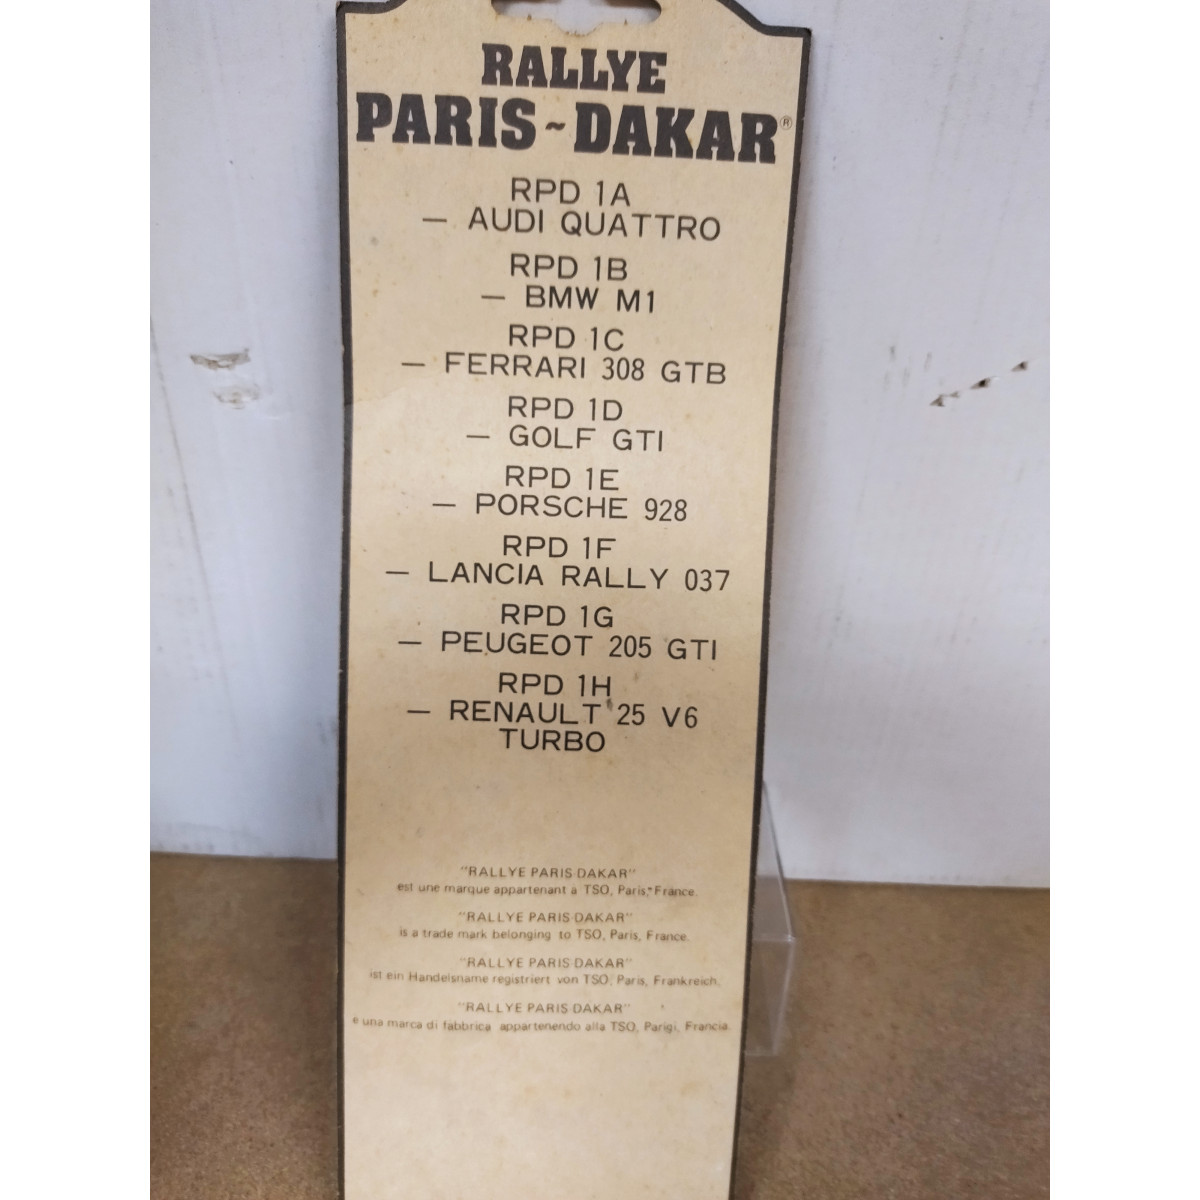 RALLYE
PARIS~DAKAR®
RPD 1A
— AUDI QUATTRO
RPD 1B
— BMW M1
RPD 1C
— FERRARI 308 GTB
RPD 1D
— GOLF GTI
RPD 1E
— PORSCHE 928
RPD 1F
— LANCIA RALLY 037
RPD 1G
— PEUGEOT 205 GTI
RPD 1H
— RENAULT 25 V6
TURBO
"RALLYE PARIS-DAKAR"
est une marque appartenant à TSO, Paris, France.
"RALLYE PARIS-DAKAR"
is a trade mark belonging to TSO, Paris, France.
"RALLYE PARIS-DAKAR"
ist ein Handelsname registriert von TSO, Paris, Frankreich.
"RALLYE PARIS-DAKAR"
e una marca di fabbrica appartenendo alla TSO, Parigi, Francia.